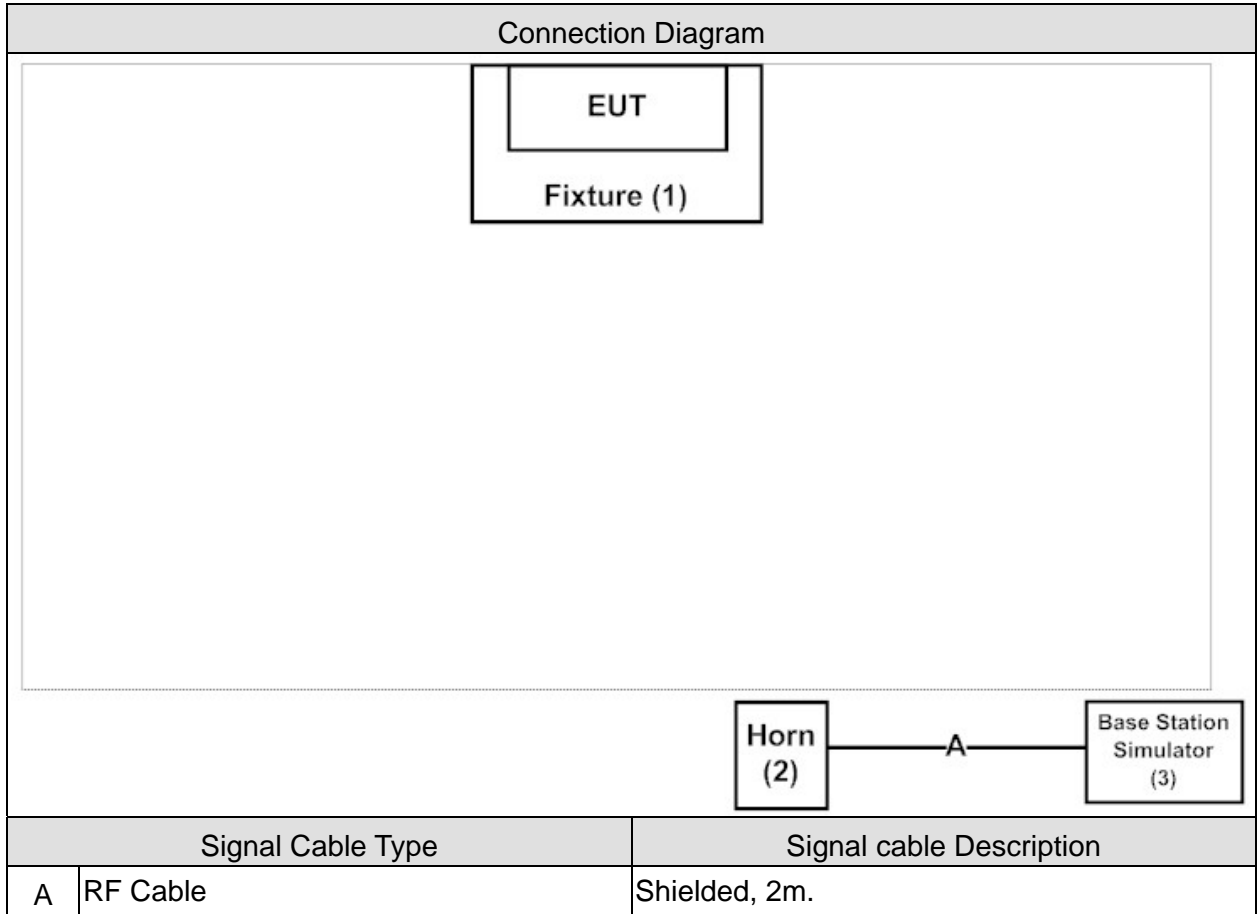 Connection Diagram
EUT
Fixture (1)
Horn
(2)
A
Base Station
Simulator
(3)
Signal Cable Type
Signal cable Description
A
RF Cable
Shielded, 2m.